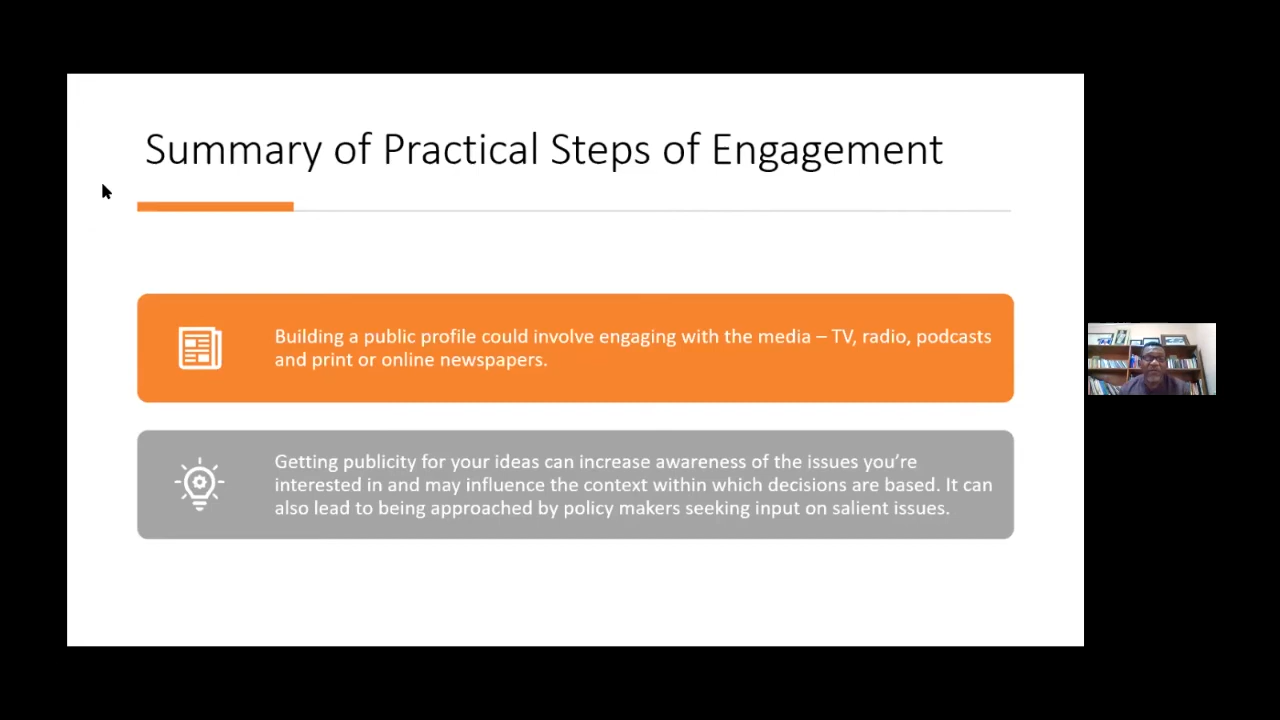 Summary of Practical Steps of Engagement
Building a public profile could involve engaging with the media – TV, radio, podcasts
and print or online newspapers.
Getting publicity for your ideas can increase awareness of the issues you’re
interested in and may influence the context within which decisions are based. It can
also lead to being approached by policy makers seeking input on salient issues.